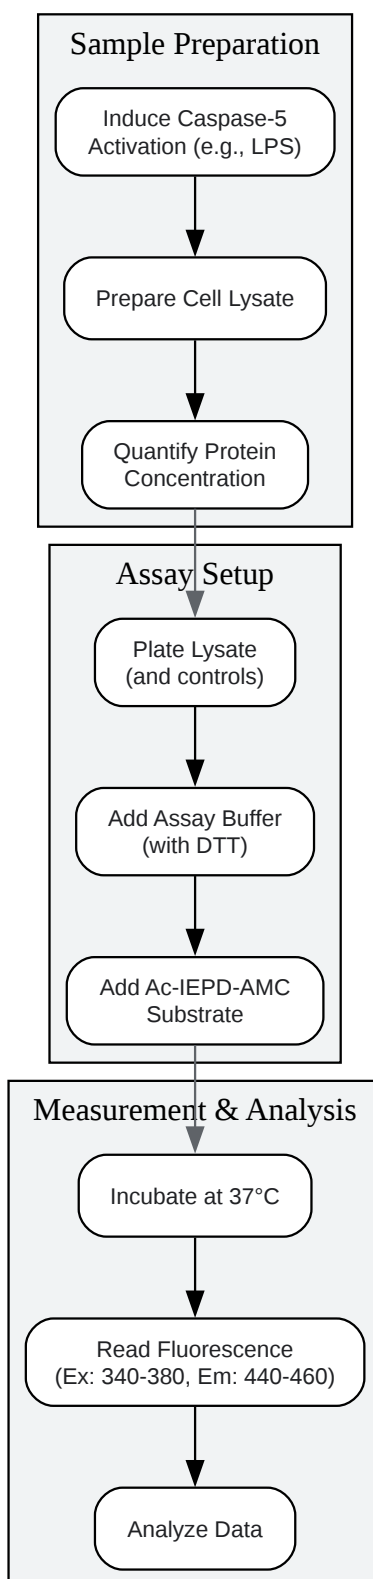 Sample Preparation
Induce Caspase-5
Activation (e.g., LPS)
Prepare Cell Lysate
Quantify Protein
Concentration
Assay Setup
Plate Lysate
(and controls)
Add Assay Buffer
(with DTT)
Add Ac-IEPD-AMC
Substrate
Measurement & Analysis
Incubate at 37°C
Read Fluorescence
(Ex: 340-380, Em: 440-460)
Analyze Data